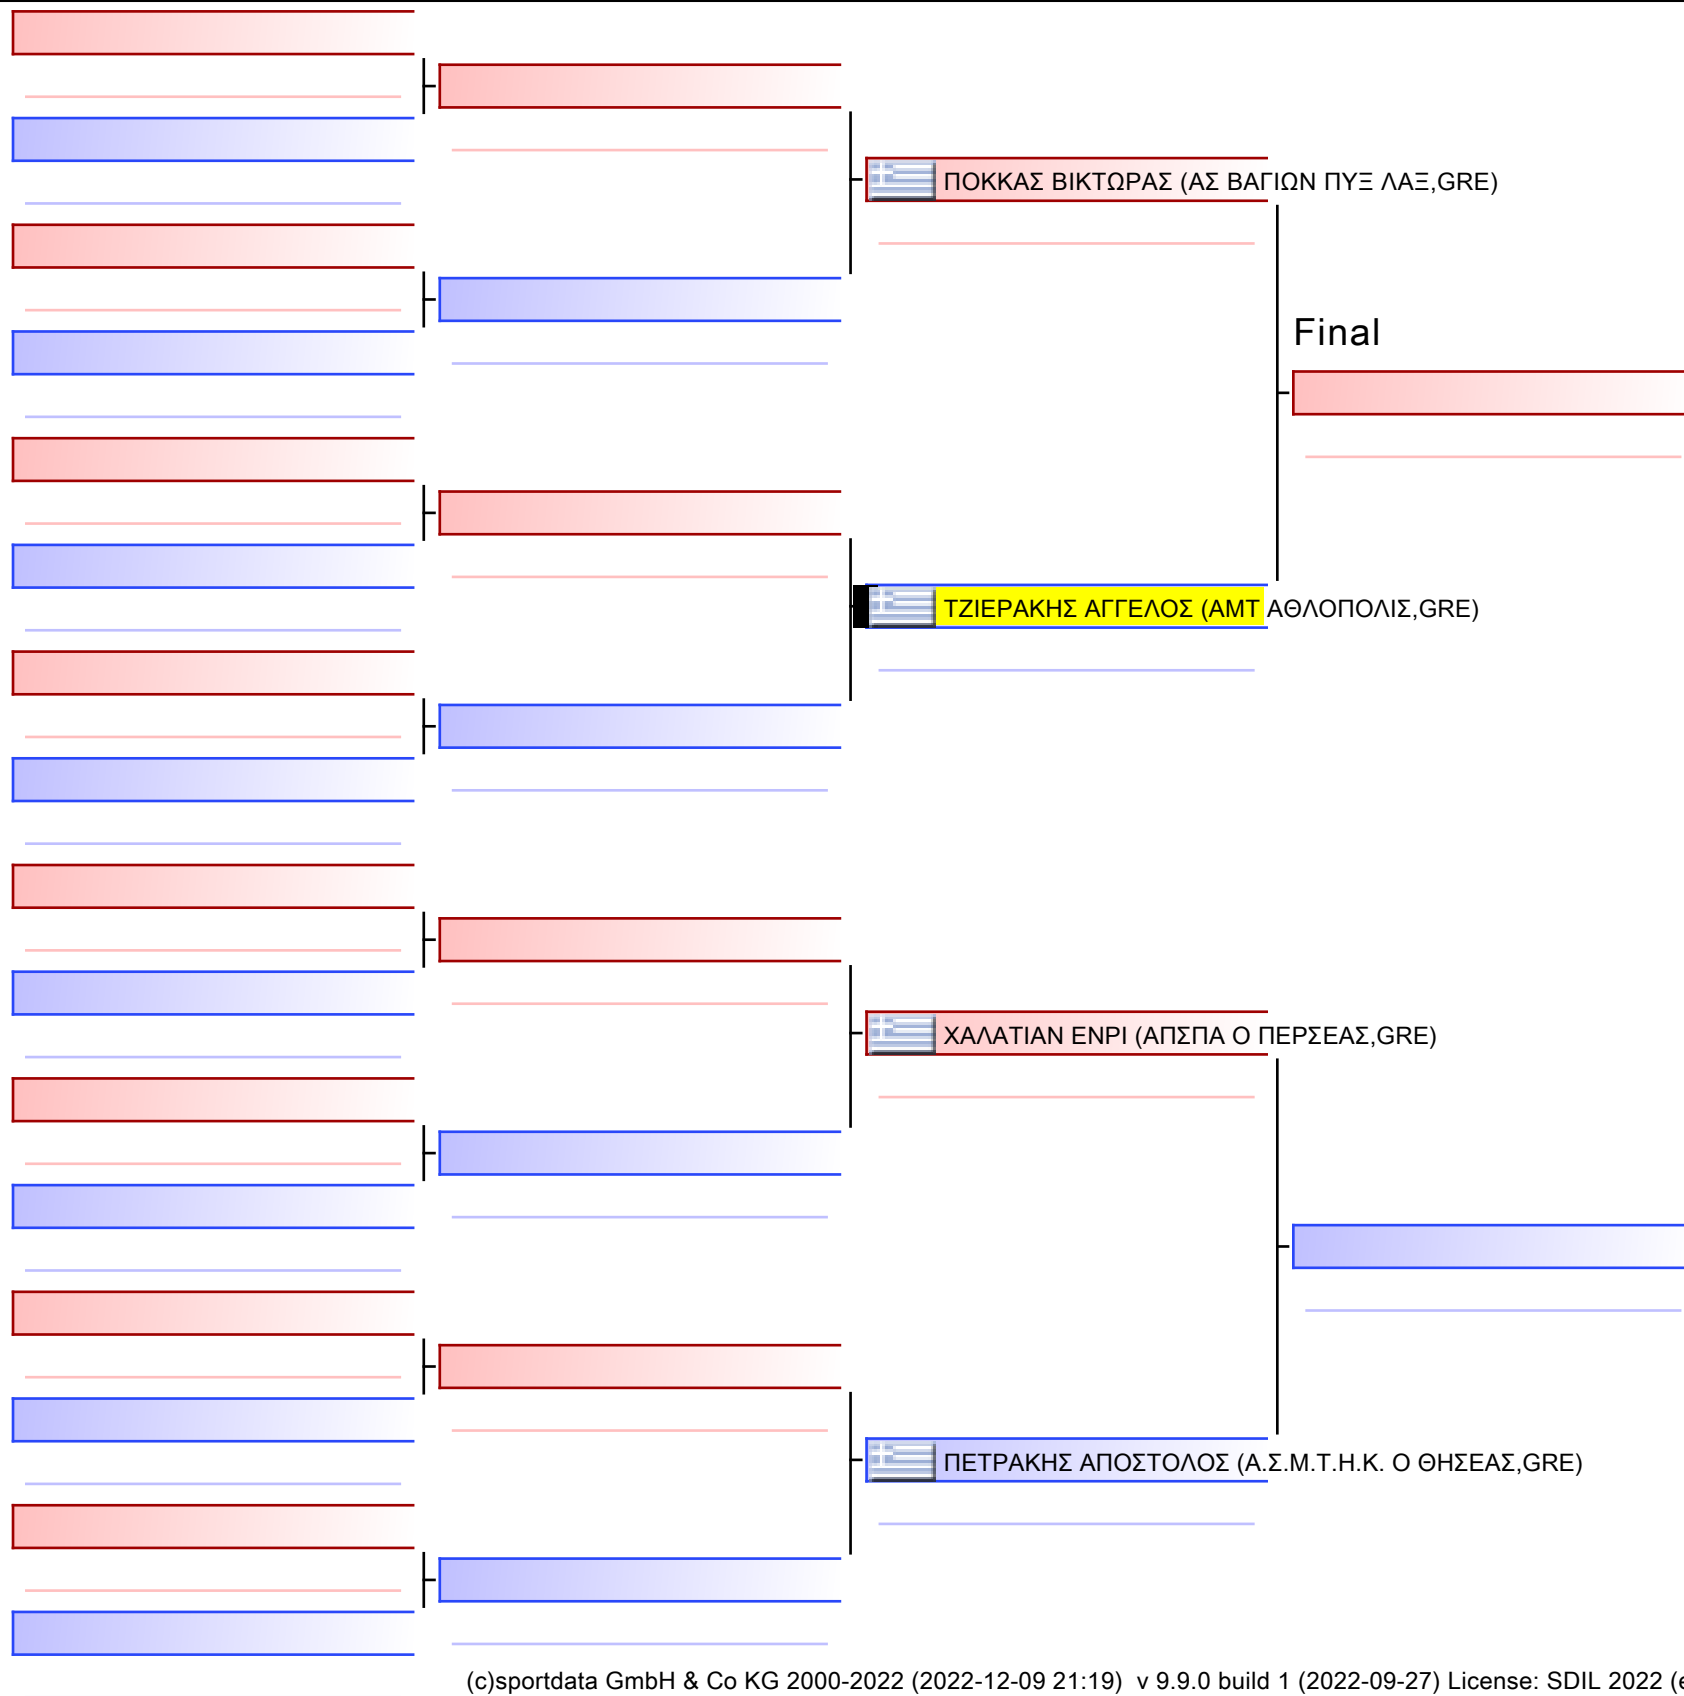 ΠΟΚΚΑΣ ΒΙΚΤΩΡΑΣ (ΑΣ ΒΑΓΙΩΝ ΠΥΞ ΛΑΞ,GRE)
Final
ΤΖΙΕΡΑΚΗΣ ΑΓΓΕΛΟΣ (ΑΜΤ ΑΘΛΟΠΟΛΙΣ,GRE)
ΧΑΛΑΤΙΑΝ ΕΝΡΙ (ΑΠΣΠΑ Ο ΠΕΡΣΕΑΣ,GRE)
ΠΕΤΡΑΚΗΣ ΑΠΟΣΤΟΛΟΣ (Α.Σ.Μ.Τ.Η.Κ. Ο ΘΗΣΕΑΣ,GRE)
(c)sportdata GmbH & Co KG 2000-2022 (2022-12-09 21:19) v 9.9.0 build 1 (2022-09-27) License: SDIL 2022 (